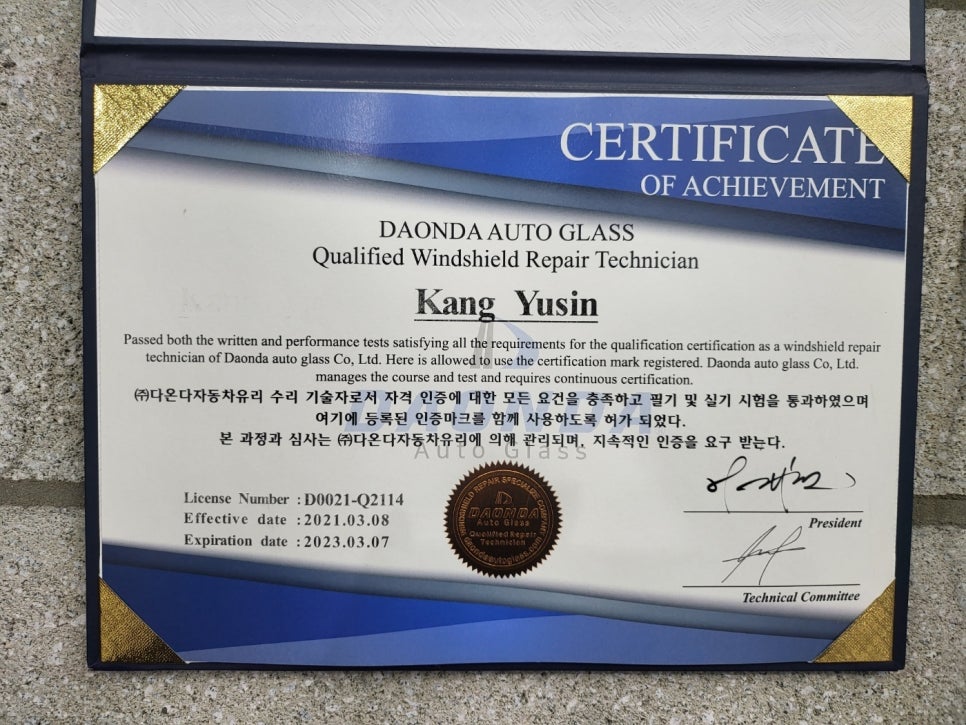 CERTIFICATE
OF ACHIEVEMENT
DAONDA AUTO GLASS
Qualified Windshield Repair Technician
Kang Yusin
Passed both the written and performance tests satisfying all the requirements for the qualification certification as a windshield repair
technician of Daonda auto glass Co, Ltd. Here is allowed to use the certification mark registered. Daonda auto glass Co, Ltd.
manages the course and test and requires continuous certification.
㈜다온다자동차유리 수리 기술자로서 자격 인증에 대한 모든 요건을 충족하고 필기 및 실기 시험을 통과하였으며
여기에 등록된 인증마크를 함께 사용하도록 허가 되었다.
본 과정과 심사는 ㈜다온다자동차유리에 의해 관리되며, 지속적인 인증을 요구 받는다.
DAONDA
Auto Glass
License Number : D0021-Q2114
Effective date : 2021.03.08
Expiration date : 2023.03.07
WINDSHIELD REPAIR SPECIALIZE COMPANY
DAONDA
Auto Glass
Qualified Repair
Technician
daondaautoglass.com
President
Technical Committee